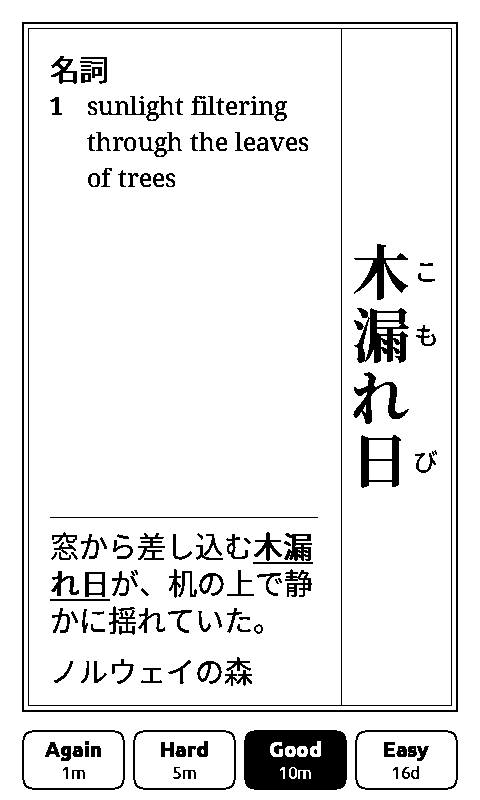 木漏れ日
こもび
名詞
1 sunlight filtering
through the leaves
of trees
窓から差し込む木漏
れ日が、机の上で静
かに揺れていた。
ノルウェイの森
Again
1m
Hard
5m
Good
10m
Easy
16d